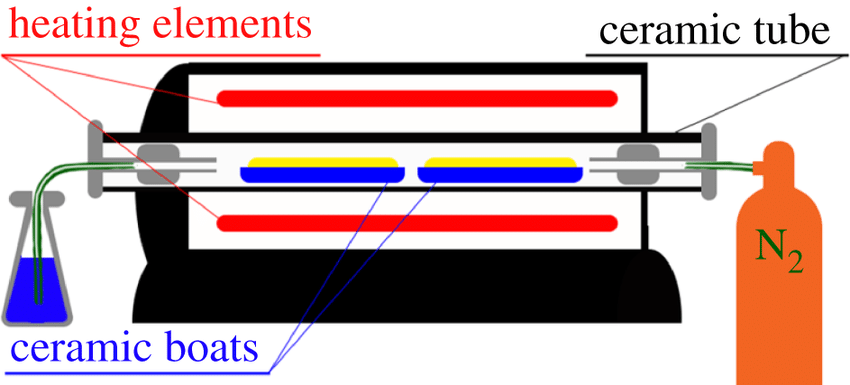 heating elements
ceramic tube
N₂
ceramic boats